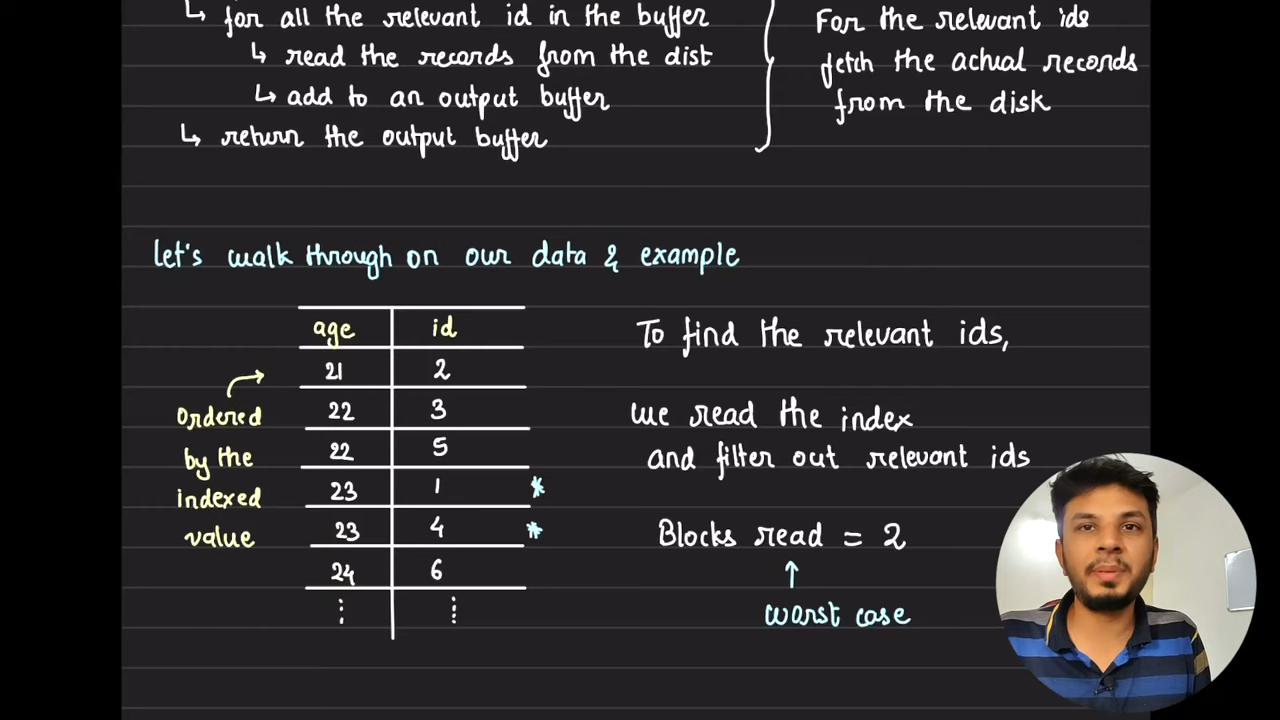 ↳ for all the relevant id in the buffer
↳ read the records from the dist
↳ add to an output buffer
↳ return the output buffer
For the relevant ids
fetch the actual records
from the disk
let's walk through on our data & example
age id
21 2
22 3
22 5
23 1 *
23 4 *
24 6
⋮ ⋮
Ordered
by the
indexed
value
To find the relevant ids,
we read the index
and filter out relevant ids
Blocks read = 2
↑
worst case